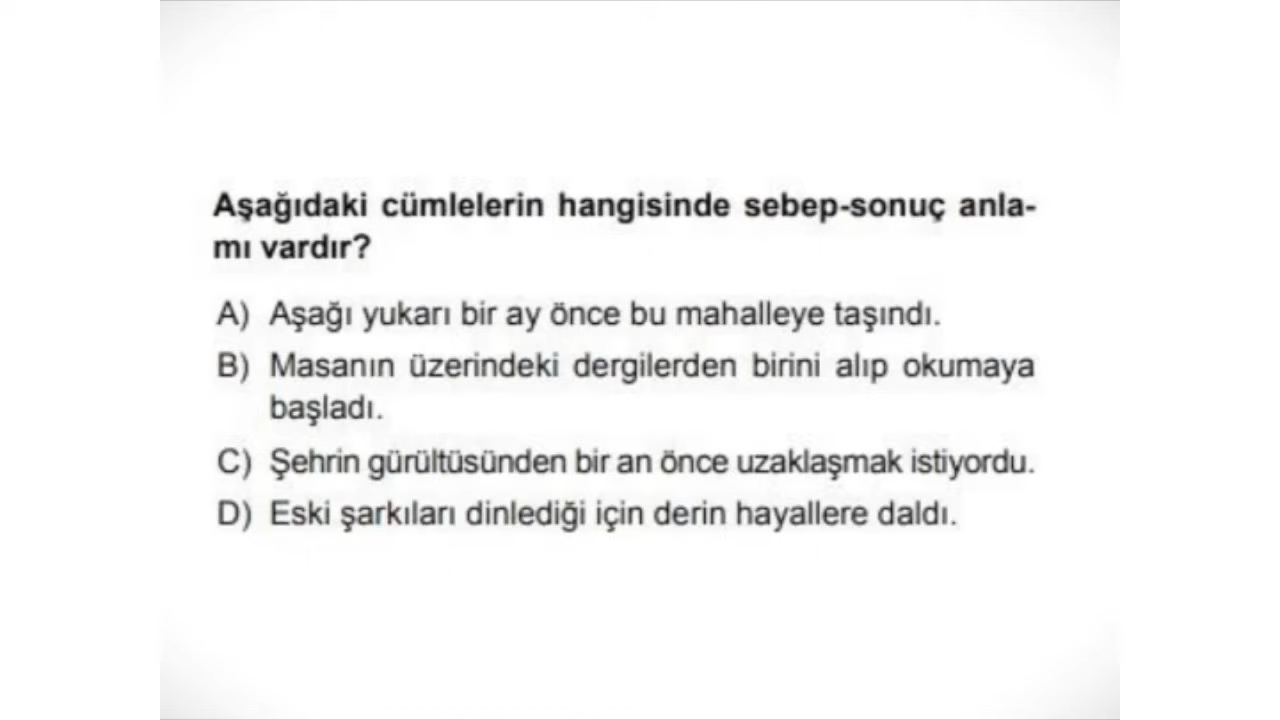 Aşağıdaki cümlelerin hangisinde sebep-sonuç anla-
mı vardır?
A) Aşağı yukarı bir ay önce bu mahalleye taşındı.
B) Masanın üzerindeki dergilerden birini alıp okumaya
başladı.
C) Şehrin gürültüsünden bir an önce uzaklaşmak istiyordu.
D) Eski şarkıları dinlediği için derin hayallere daldı.